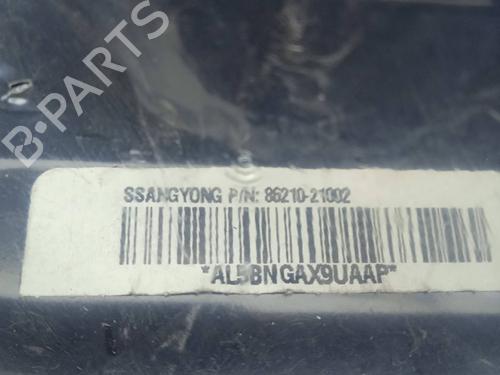 B-PARTS
SSANGYONG P/N: 86210-21002
*AL5BNGAX9UAAP*